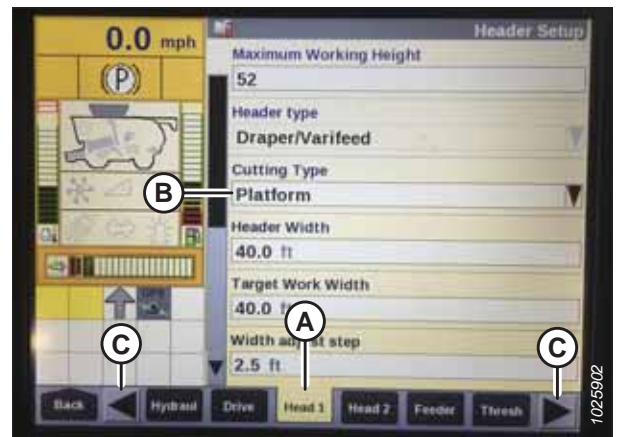 0.0 mph
Header Setup
(P)
Maximum Working Height
52
Header type
Draper/Varifeed
Cutting Type
B
Platform
Header Width
40.0 ft
Target Work Width
40.0
A
C
C
Width adjust step
2.5 ft
Back
Hydraul
Drive
Head 1
Head 2
Feeder
Thresh
1025902